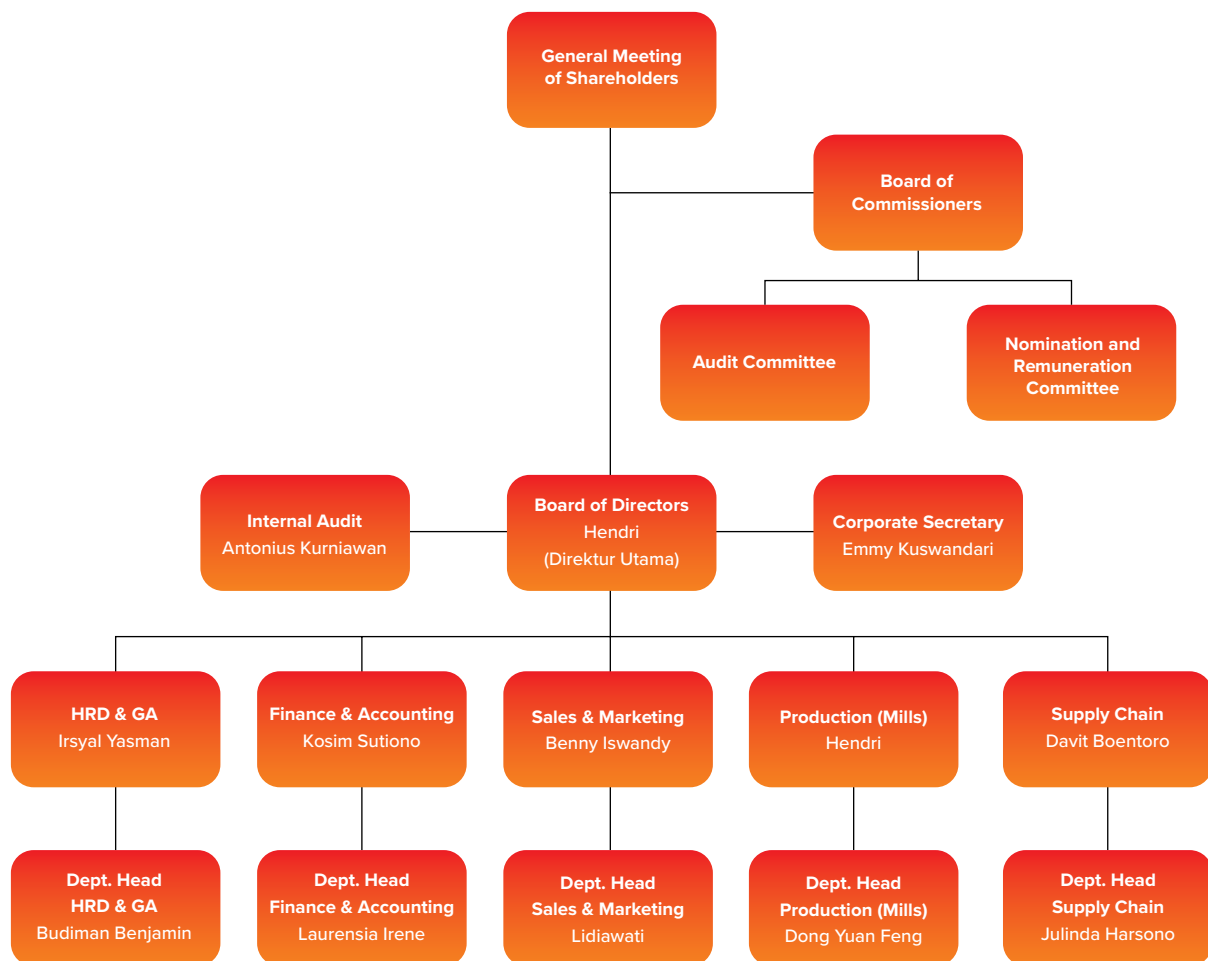 General Meeting
of Shareholders
Board of
Commissioners
Audit Committee
Nomination and
Remuneration
Committee
Internal Audit
Antonius Kurniawan
Board of Directors
Hendri
(Direktur Utama)
Corporate Secretary
Emmy Kuswandari
HRD & GA
Irsyal Yasman
Finance & Accounting
Kosim Sutiono
Sales & Marketing
Benny Iswandy
Production (Mills)
Hendri
Supply Chain
Davit Boentoro
Dept. Head
HRD & GA
Budiman Benjamin
Dept. Head
Finance & Accounting
Laurensia Irene
Dept. Head
Sales & Marketing
Lidiawati
Dept. Head
Production (Mills)
Dong Yuan Feng
Dept. Head
Supply Chain
Julinda Harsono